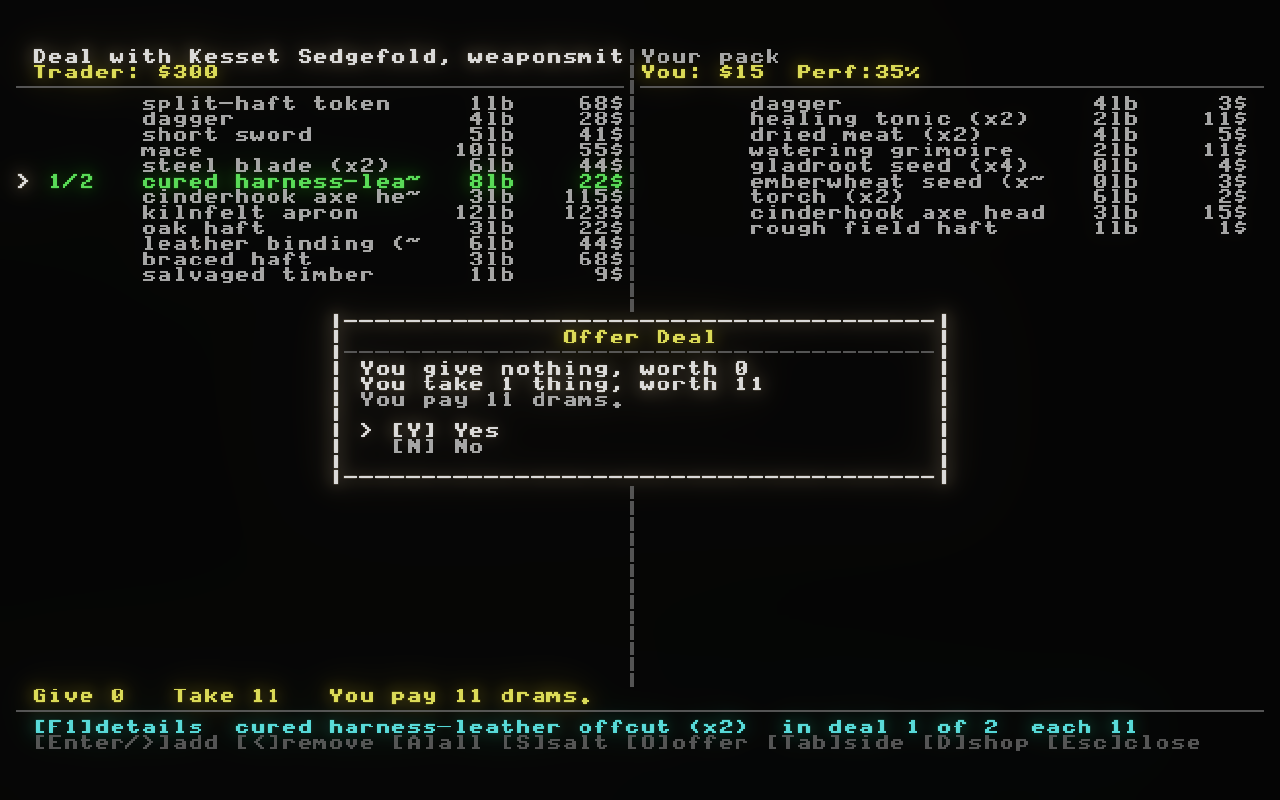 Deal with Kesset Sedgefold, weaponsmit Your pack
Trader: $300 You: $15 Perf:35%
split-haft token 1lb 68$ dagger 4lb 3$
dagger 4lb 28$ healing tonic (x2) 2lb 11$
short sword 5lb 41$ dried meat (x2) 4lb 5$
mace 10lb 55$ watering grimoire 2lb 11$
steel blade (x2) 6lb 44$ gladroot seed (x4) 0lb 4$
> 1/2 cured harness-lea~ 8lb 22$ emberwheat seed (x~ 0lb 3$
cinderhook axe he~ 3lb 115$ torch (x2) 6lb 2$
kilnfelt apron 12lb 123$ cinderhook axe head 3lb 15$
oak haft 3lb 22$ rough field haft 1lb 1$
leather binding (~ 6lb 44$
braced haft 3lb 68$
salvaged timber 1lb 9$
Offer Deal
You give nothing, worth 0
You take 1 thing, worth 11
You pay 11 drams.
> [Y] Yes
[N] No
Give 0 Take 11 You pay 11 drams.
[F1]details cured harness-leather offcut (x2) in deal 1 of 2 each 11
[Enter/>]add [<]remove [A]all [S]salt [O]offer [Tab]side [D]shop [Esc]close